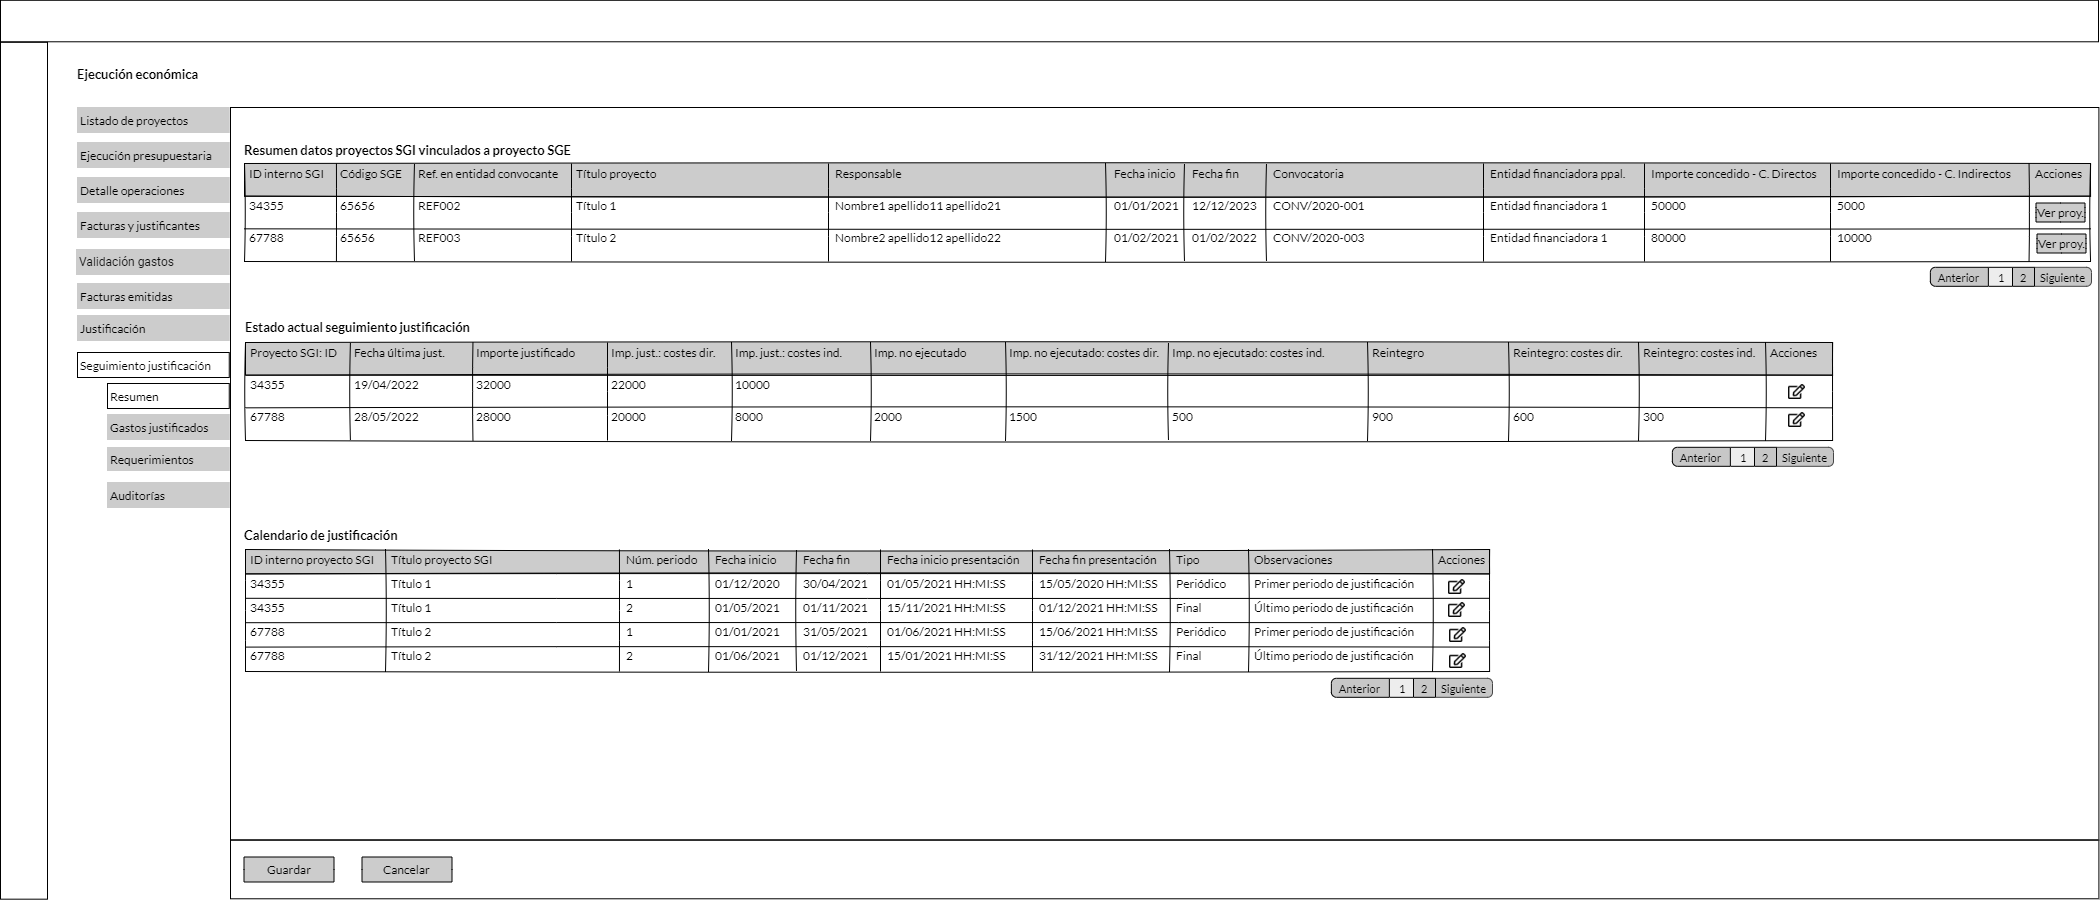 Ejecución económica
Listado de proyectos
Ejecución presupuestaria
Detalle operaciones
Facturas y justificantes
Validación gastos
Facturas emitidas
Justificación
Seguimiento justificación
Resumen
Gastos justificados
Requerimientos
Auditorías
Resumen datos proyectos SGI vinculados a proyecto SGE
ID interno SGI Código SGE Ref. en entidad convocante Título proyecto Responsable Fecha inicio Fecha fin Convocatoria Entidad financiadora ppal. Importe concedido - C. Directos Importe concedido - C. Indirectos Acciones
34355 65656 REF002 Título 1 Nombre1 apellido11 apellido21 01/01/2021 12/12/2023 CONV/2020-001 Entidad financiadora 1 50000 5000 Ver proy.
67788 65656 REF003 Título 2 Nombre2 apellido12 apellido22 01/02/2021 01/02/2022 CONV/2020-003 Entidad financiadora 1 80000 10000 Ver proy.
Anterior 1 2 Siguiente
Estado actual seguimiento justificación
Proyecto SGI: ID Fecha última just. Importe justificado Imp. just.: costes dir. Imp. just.: costes ind. Imp. no ejecutado Imp. no ejecutado: costes dir. Imp. no ejecutado: costes ind. Reintegro Reintegro: costes dir. Reintegro: costes ind. Acciones
34355 19/04/2022 32000 22000 10000
67788 28/05/2022 28000 20000 8000 2000 1500 500 900 600 300
Anterior 1 2 Siguiente
Calendario de justificación
ID interno proyecto SGI Título proyecto SGI Núm. periodo Fecha inicio Fecha fin Fecha inicio presentación Fecha fin presentación Tipo Observaciones Acciones
34355 Título 1 1 01/12/2020 30/04/2021 01/05/2021 HH:MI:SS 15/05/2020 HH:MI:SS Periódico Primer periodo de justificación
34355 Título 1 2 01/05/2021 01/11/2021 15/11/2021 HH:MI:SS 01/12/2021 HH:MI:SS Final Último periodo de justificación
67788 Título 2 1 01/01/2021 31/05/2021 01/06/2021 HH:MI:SS 15/06/2021 HH:MI:SS Periódico Primer periodo de justificación
67788 Título 2 2 01/06/2021 01/12/2021 15/01/2021 HH:MI:SS 31/12/2021 HH:MI:SS Final Último periodo de justificación
Anterior 1 2 Siguiente
Guardar Cancelar